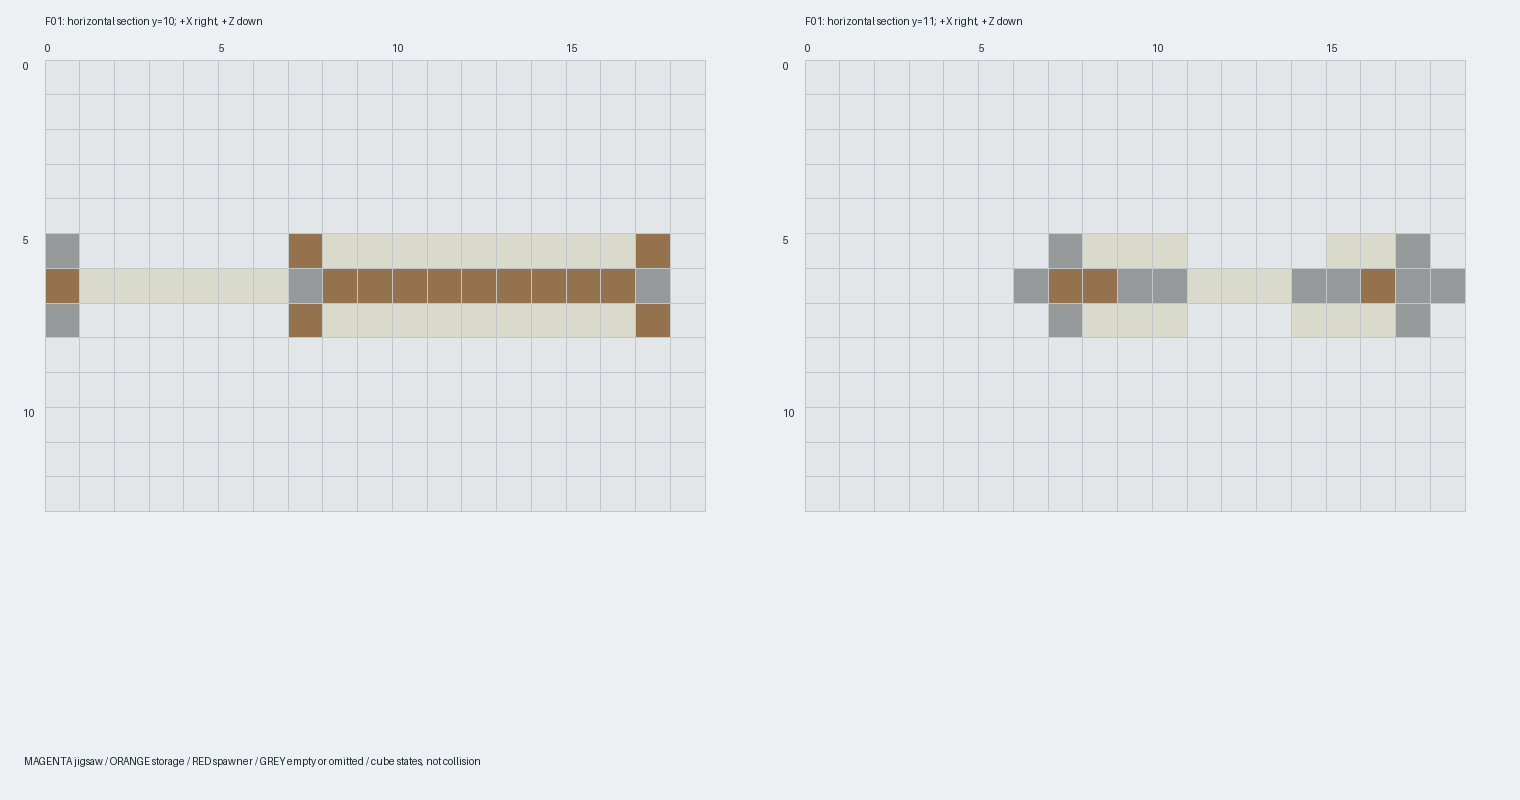 F01: horizontal section y=10; +X right, +Z down
F01: horizontal section y=11; +X right, +Z down
0 5 10 15
0 5 10 15
0
0
5
5
10
10
MAGENTA jigsaw / ORANGE storage / RED spawner / GREY empty or omitted / cube states, not collision